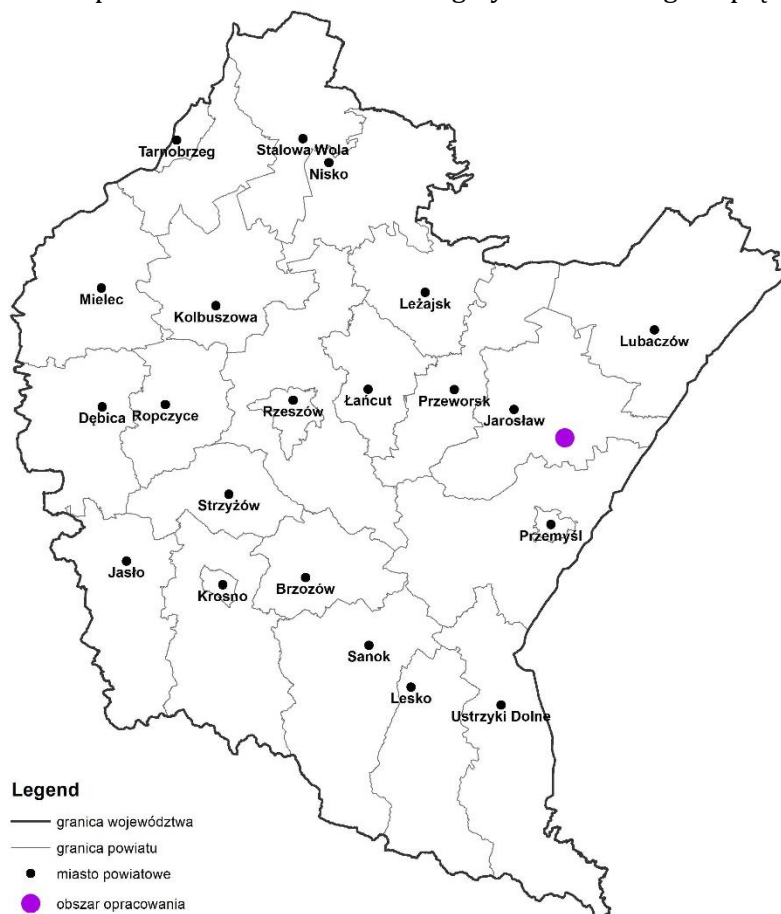 Tarnobrzeg
Stalowa Wola
Nisko
Mielec
Kolbuszowa
Leżajsk
Lubaczów
Dębica
Ropczyce
Rzeszów
Łańcut
Przeworsk
Jarosław
Strzyżów
Przemyśl
Jasło
Krosno
Brzozów
Sanok
Lesko
Ustrzyki Dolne
Legend
granica województwa
granica powiatu
miasto powiatowe
obszar opracowania